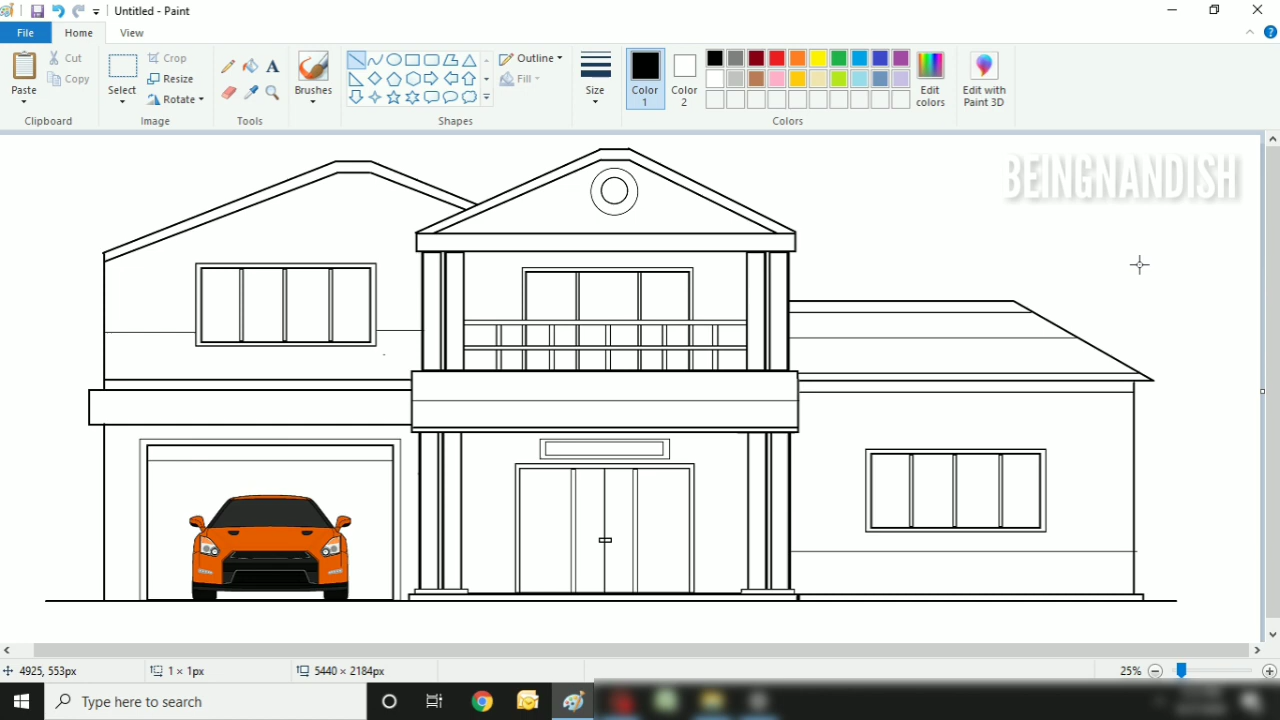 Untitled - Paint
File
Home
View
Paste
Cut
Copy
Clipboard
Select
Crop
Resize
Rotate
Image
Tools
Brushes
Outline
Fill
Shapes
Size
Color 1
Color 2
Edit colors
Colors
Edit with Paint 3D
BEINGNANDISH
4925, 553px
1 × 1px
5440 × 2184px
25%
Type here to search